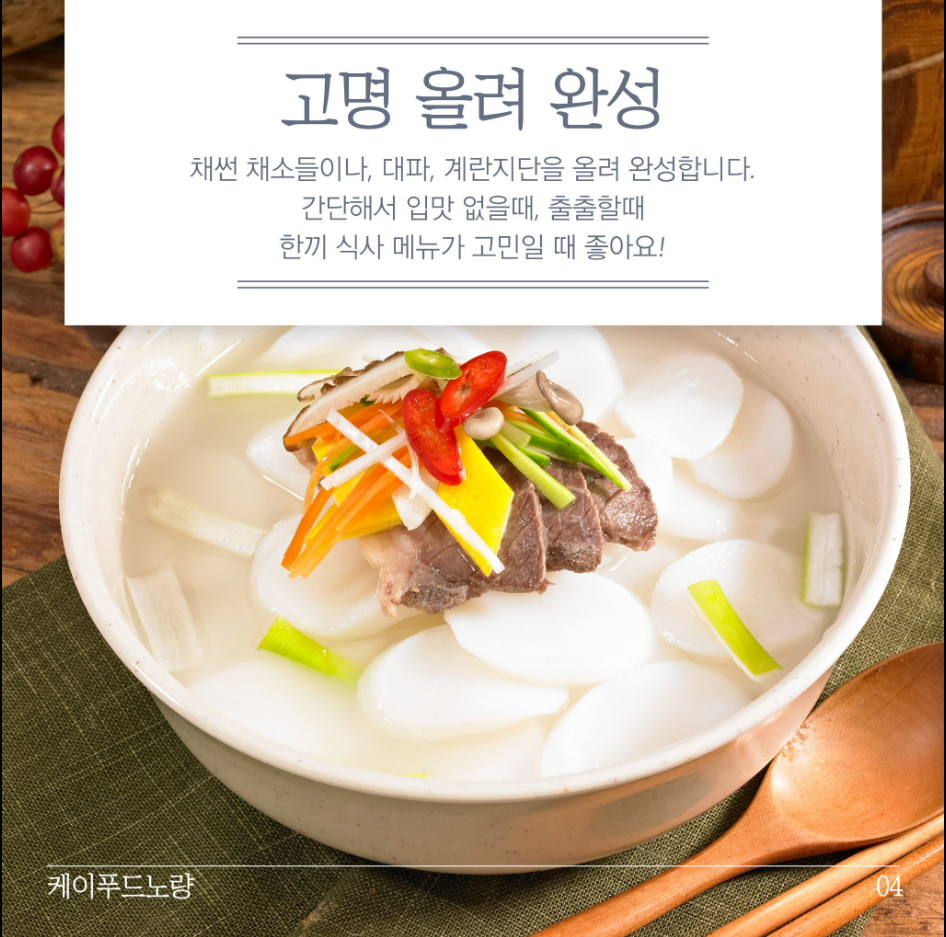 고명 올려 완성
채썬 채소들이나, 대파, 계란지단을 올려 완성합니다.
간단해서 입맛 없을때, 출출할때
한끼 식사 메뉴가 고민일 때 좋아요!
케이푸드노랑
04